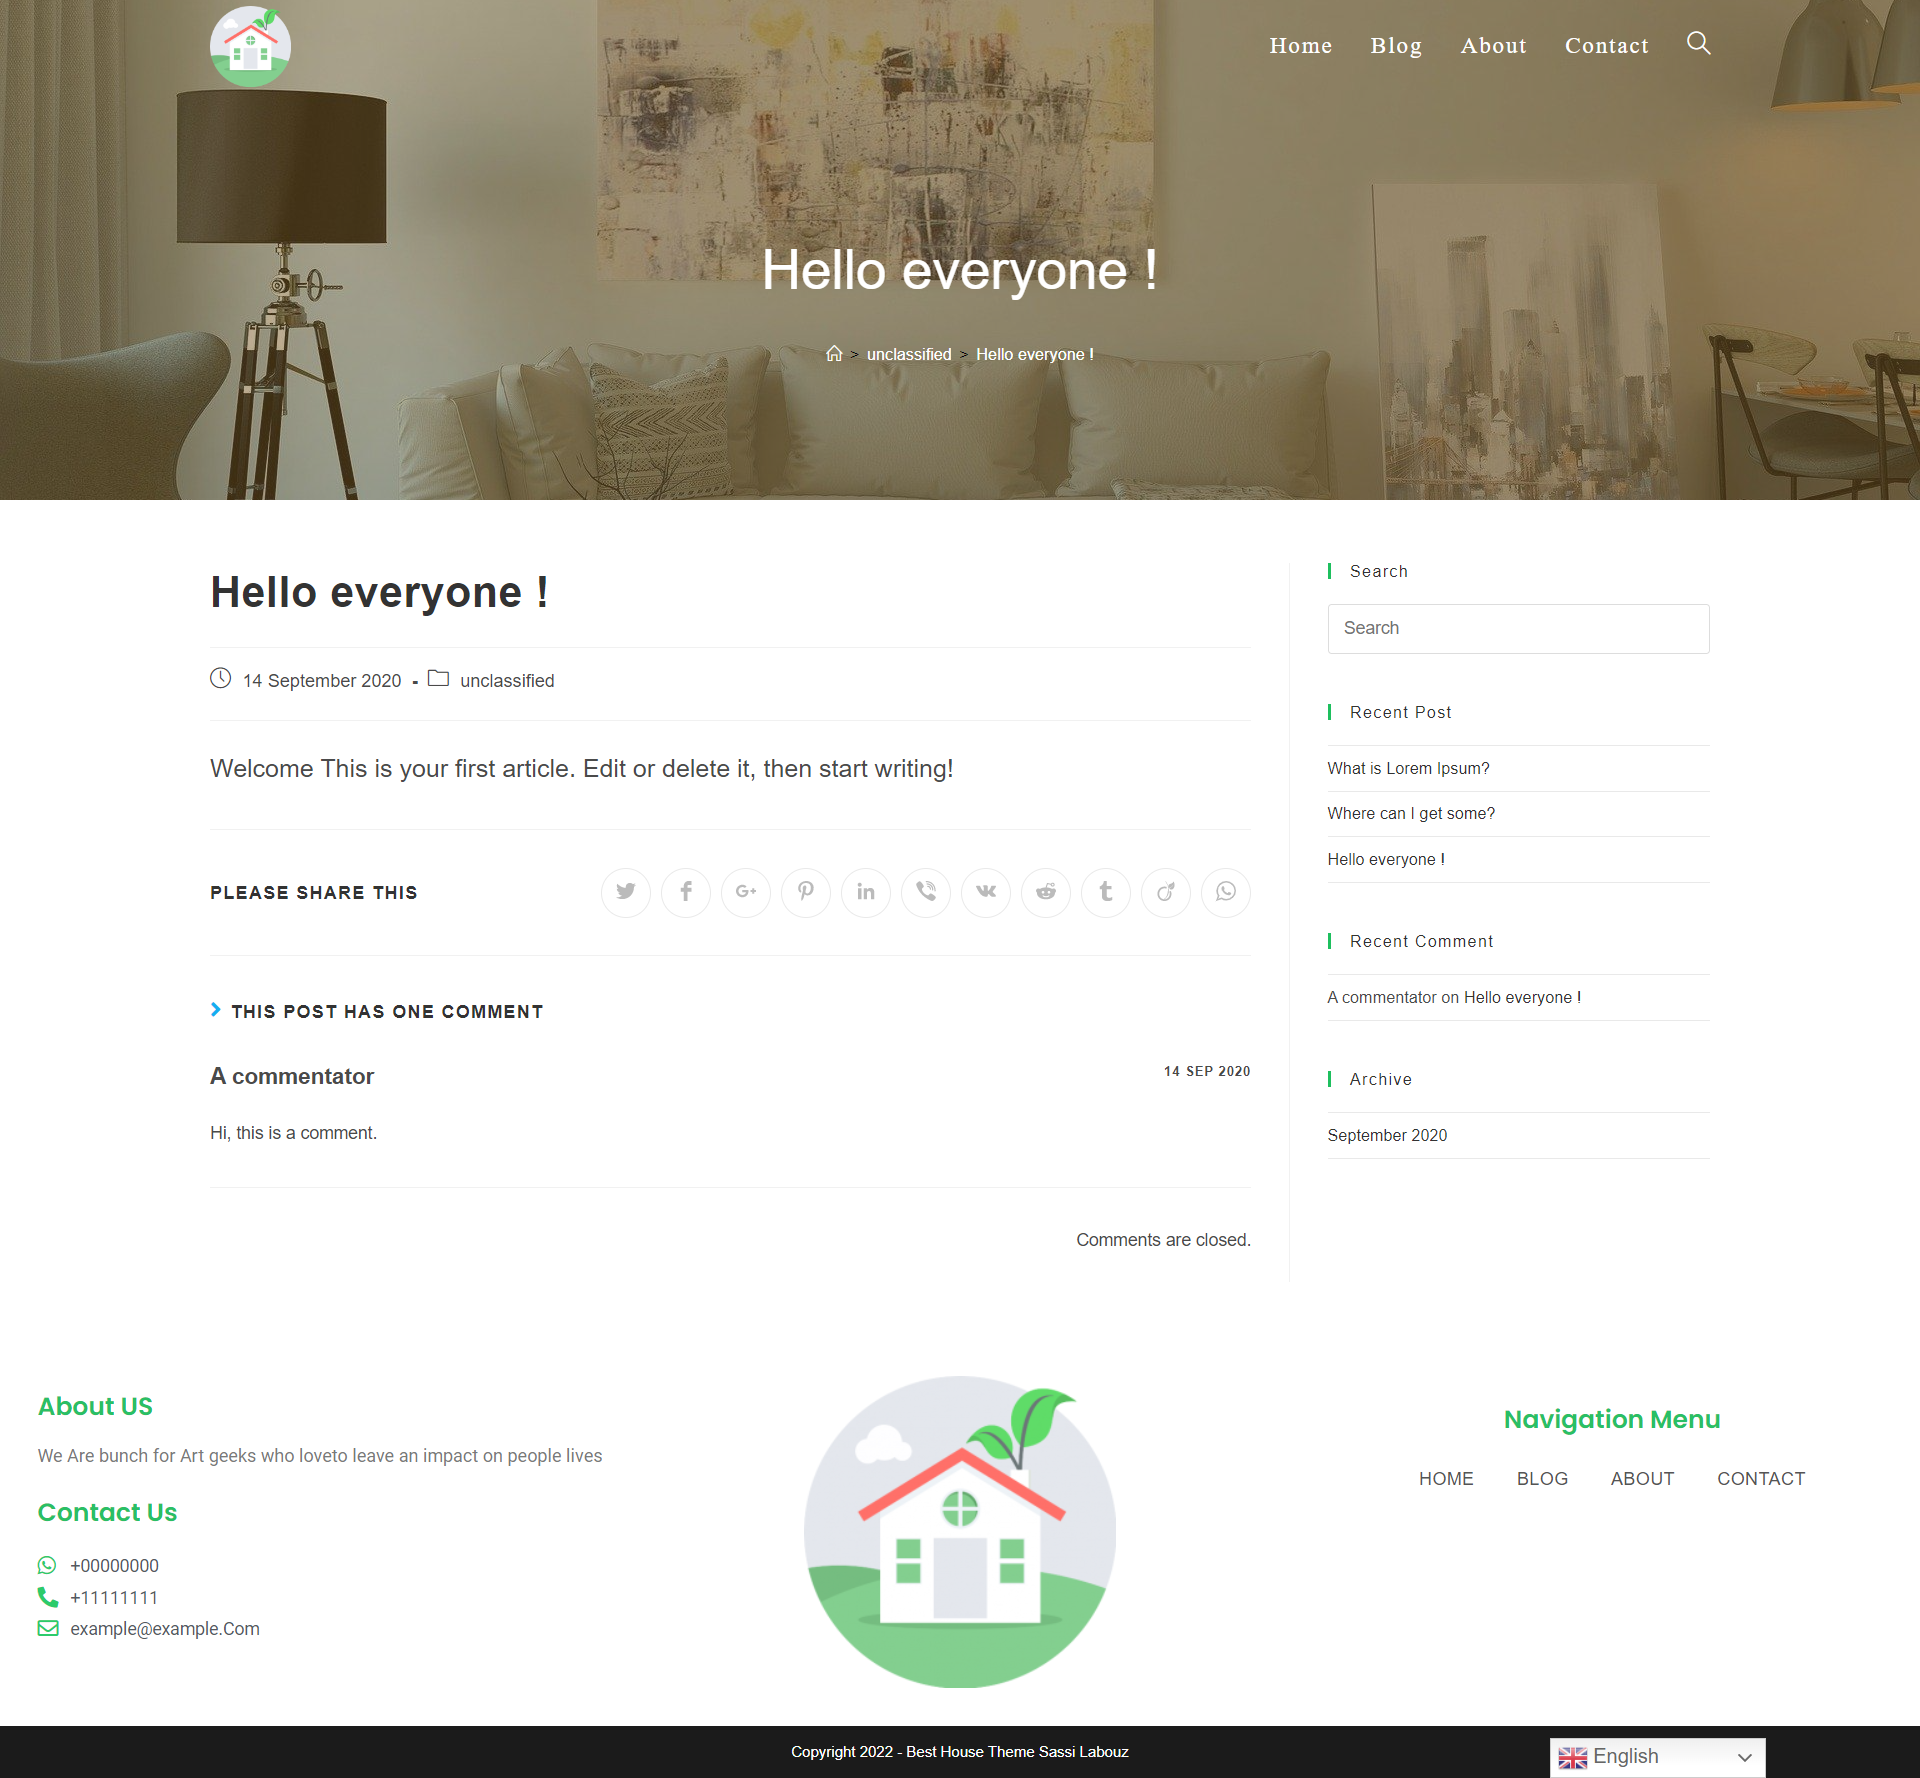 Home Blog About Contact
Hello everyone !
> unclassified > Hello everyone !
Hello everyone !
14 September 2020 - unclassified
Welcome This is your first article. Edit or delete it, then start writing!
PLEASE SHARE THIS
THIS POST HAS ONE COMMENT
A commentator
14 SEP 2020
Hi, this is a comment.
Comments are closed.
Search
Search
Recent Post
What is Lorem Ipsum?
Where can I get some?
Hello everyone !
Recent Comment
A commentator on Hello everyone !
Archive
September 2020
About US
We Are bunch for Art geeks who loveto leave an impact on people lives
Contact Us
+00000000
+11111111
example@example.Com
Navigation Menu
HOME BLOG ABOUT CONTACT
Copyright 2022 - Best House Theme Sassi Labouz
English